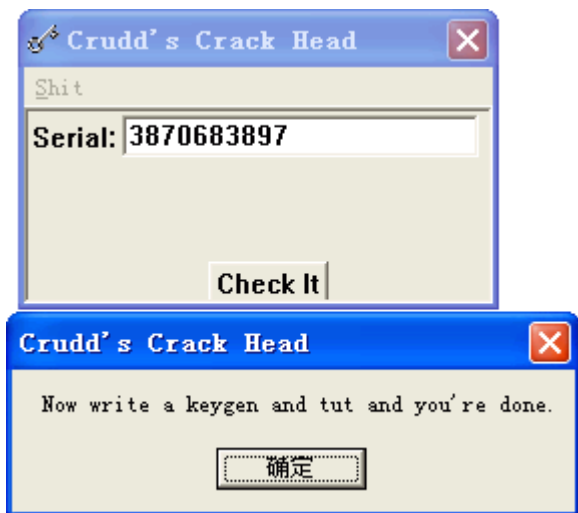 Crudd's Crack Head
Shit
Serial: 3870683897
Check It
Crudd's Crack Head
Now write a keygen and tut and you're done.
确定